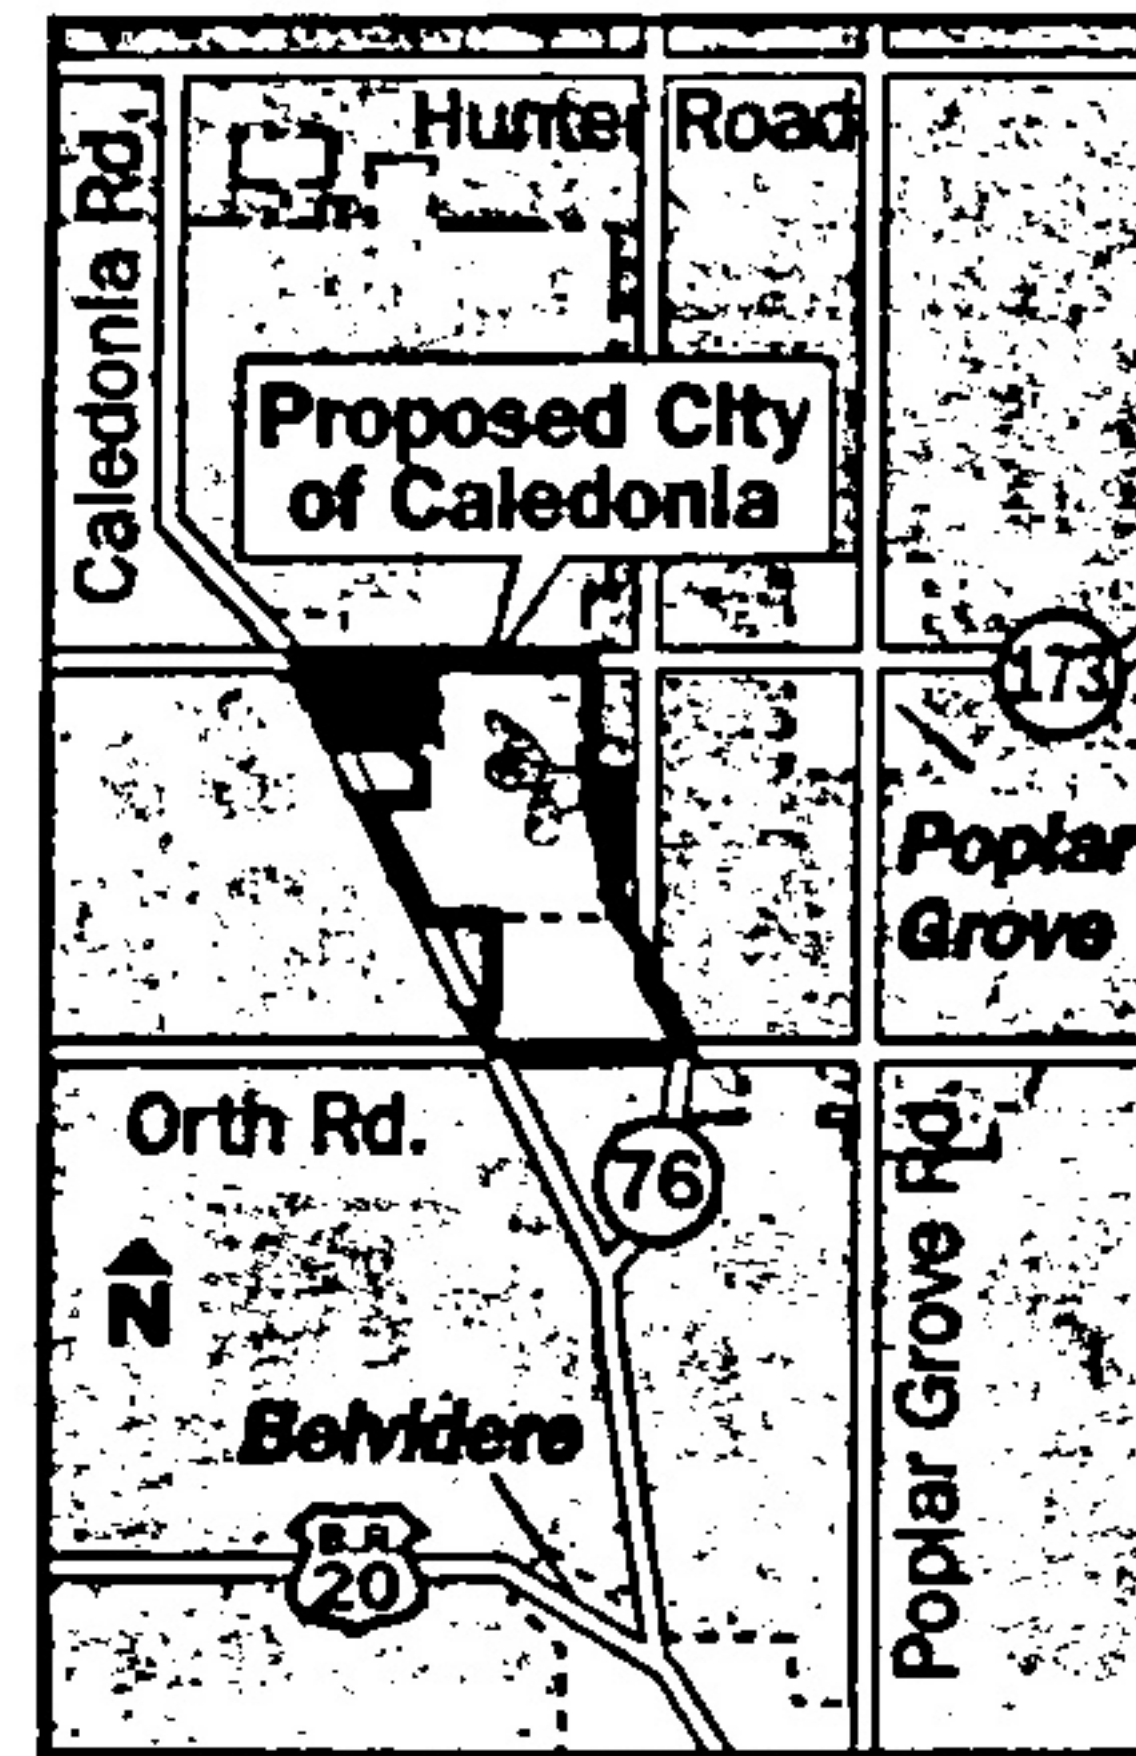 Hunter Road
Caledonia Rd.
Proposed City
of Caledonia
173
Poplar
Grove
Orth Rd.
76
N
Poplar Grove Rd.
Belvidere
B.R.
20